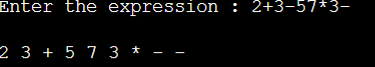 Enter the expression : 2+3-57*3-
2 3 + 5 7 3 * - -